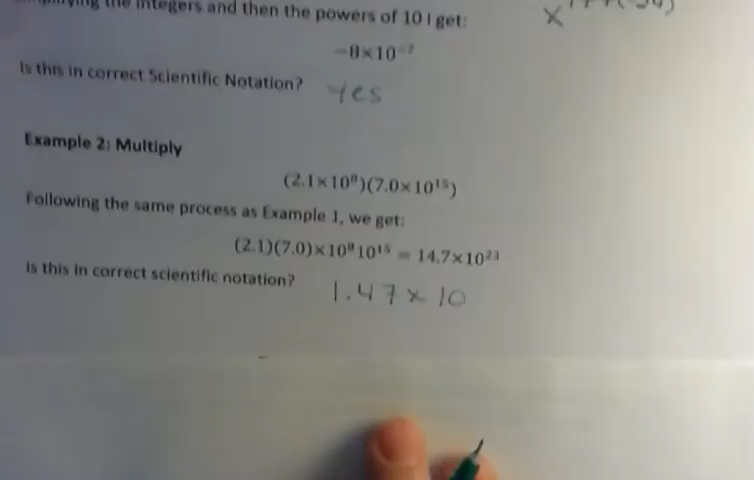 the integers and then the powers of 10 I get:
−8×10⁻⁷
Is this in correct Scientific Notation? Yes
Example 2: Multiply
(2.1×10⁸)(7.0×10¹⁵)
Following the same process as Example 1, we get:
(2.1)(7.0)×10⁸10¹⁵ = 14.7×10²³
Is this in correct scientific notation? 1.47 × 10